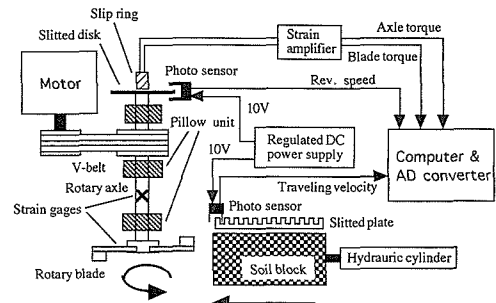 Slip ring
Slitted disk
Strain
amplifier
Axle torque
Blade torque
Motor
Photo sensor
Rev. speed
10V
Pillow unit
10V
Regulated DC
power supply
Computer &
AD converter
V-belt
Rotary axle
Traveling velocity
Strain gages
Photo sensor
Slitted plate
Rotary blade
Soil block
Hydrauric cylinder